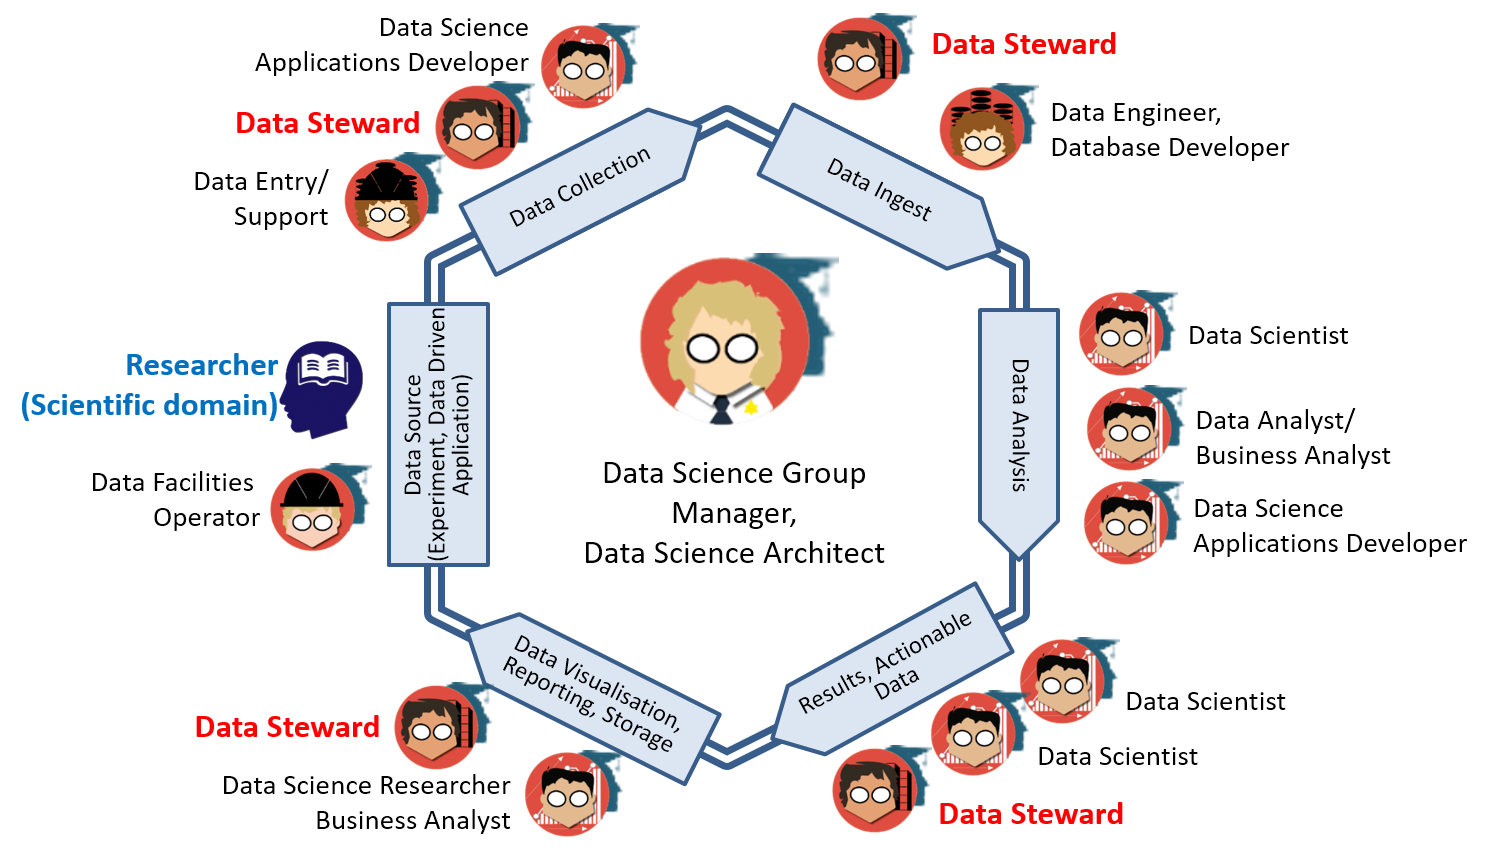 Data Science
Applications Developer
Data Steward
Data Entry/
Support
Data Steward
Data Engineer,
Database Developer
Data Collection
Data Ingest
Researcher
(Scientific domain)
Data Facilities
Operator
Data Source
(Experiment, Data Driven
Application)
Data Science Group
Manager,
Data Science Architect
Data Analysis
Data Scientist
Data Analyst/
Business Analyst
Data Science
Applications Developer
Results, Actionable
Data
Data Scientist
Data Scientist
Data Steward
Data Visualisation,
Reporting, Storage
Data Steward
Data Science Researcher
Business Analyst